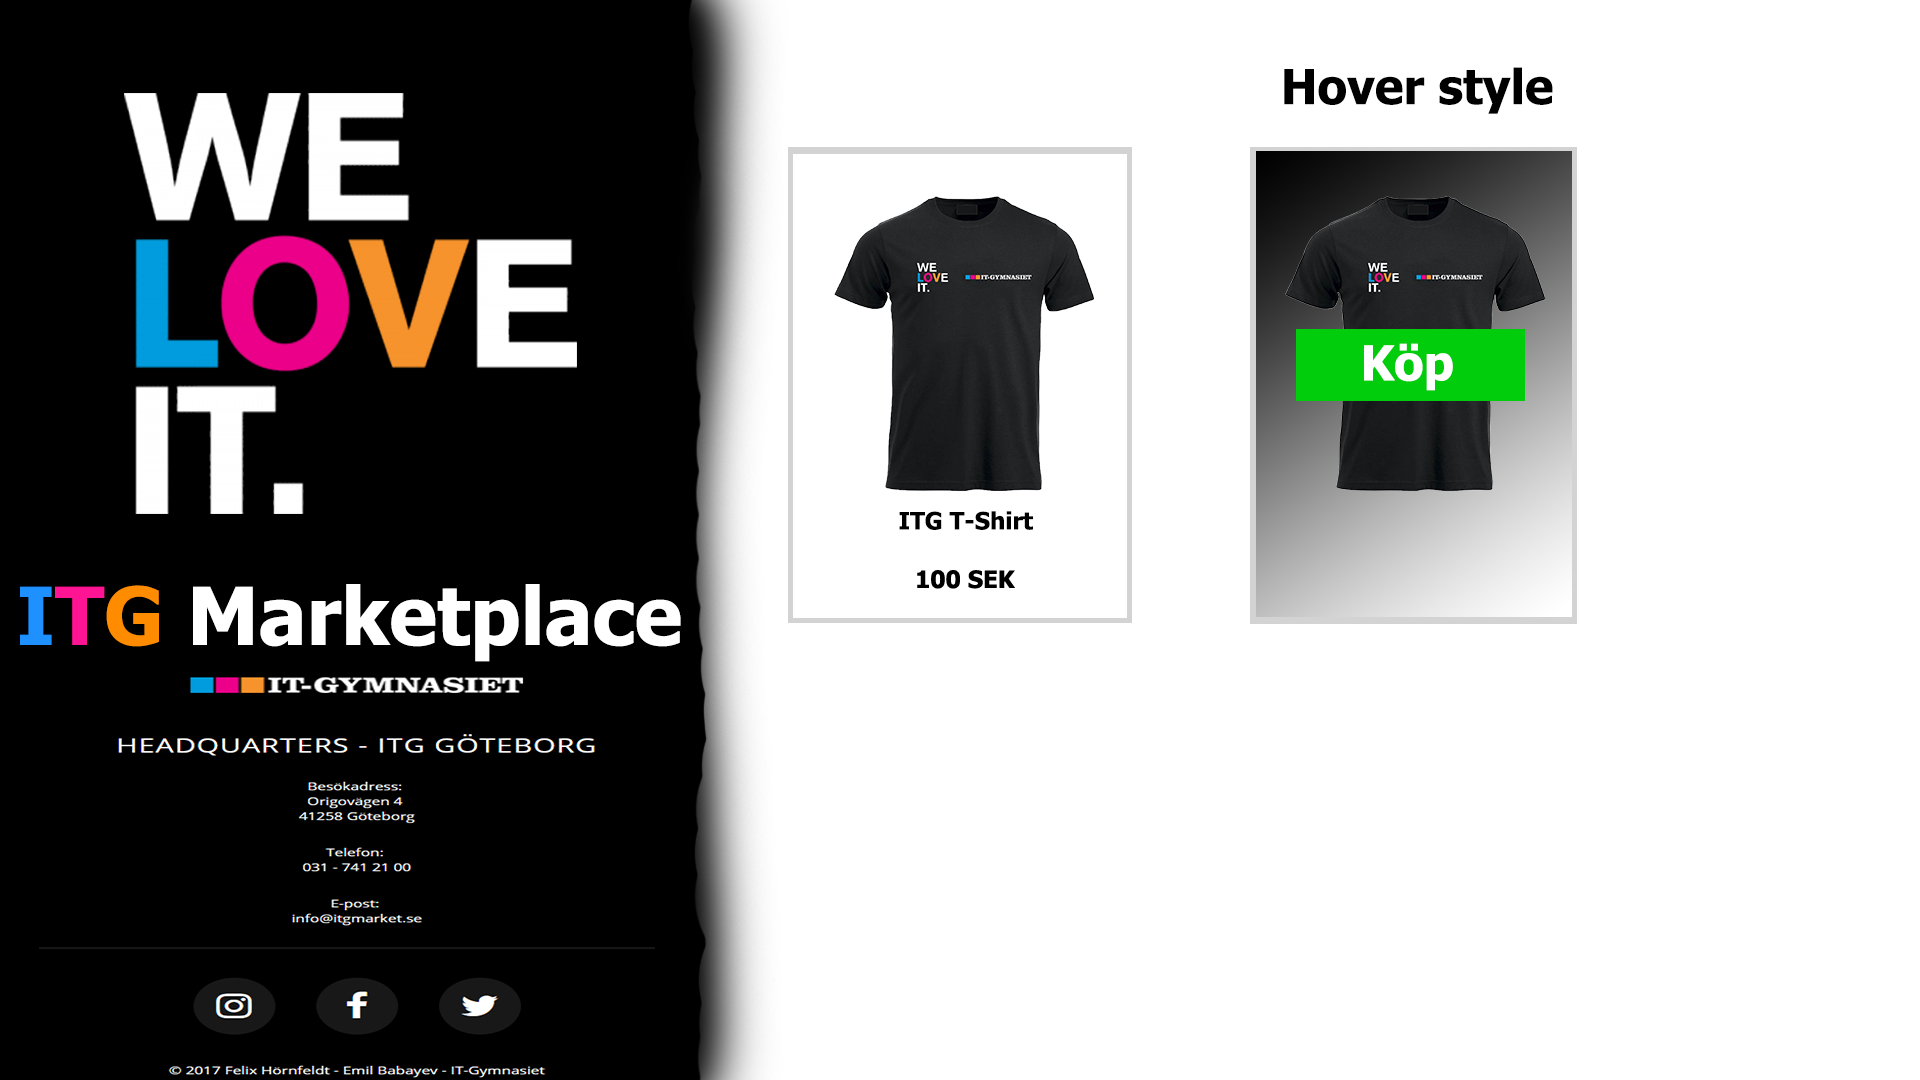 WE
LOVE
IT.
ITG Marketplace
IT-GYMNASIET
HEADQUARTERS - ITG GÖTEBORG
Besökadress:
Origovägen 4
41258 Göteborg
Telefon:
031 - 741 21 00
E-post:
info@itgmarket.se
© 2017 Felix Hörnfeldt - Emil Babayev - IT-Gymnasiet
WE
LOVE
IT.
IT-GYMNASIET
ITG T-Shirt
100 SEK
Hover style
WE
LOVE
IT.
IT-GYMNASIET
Köp